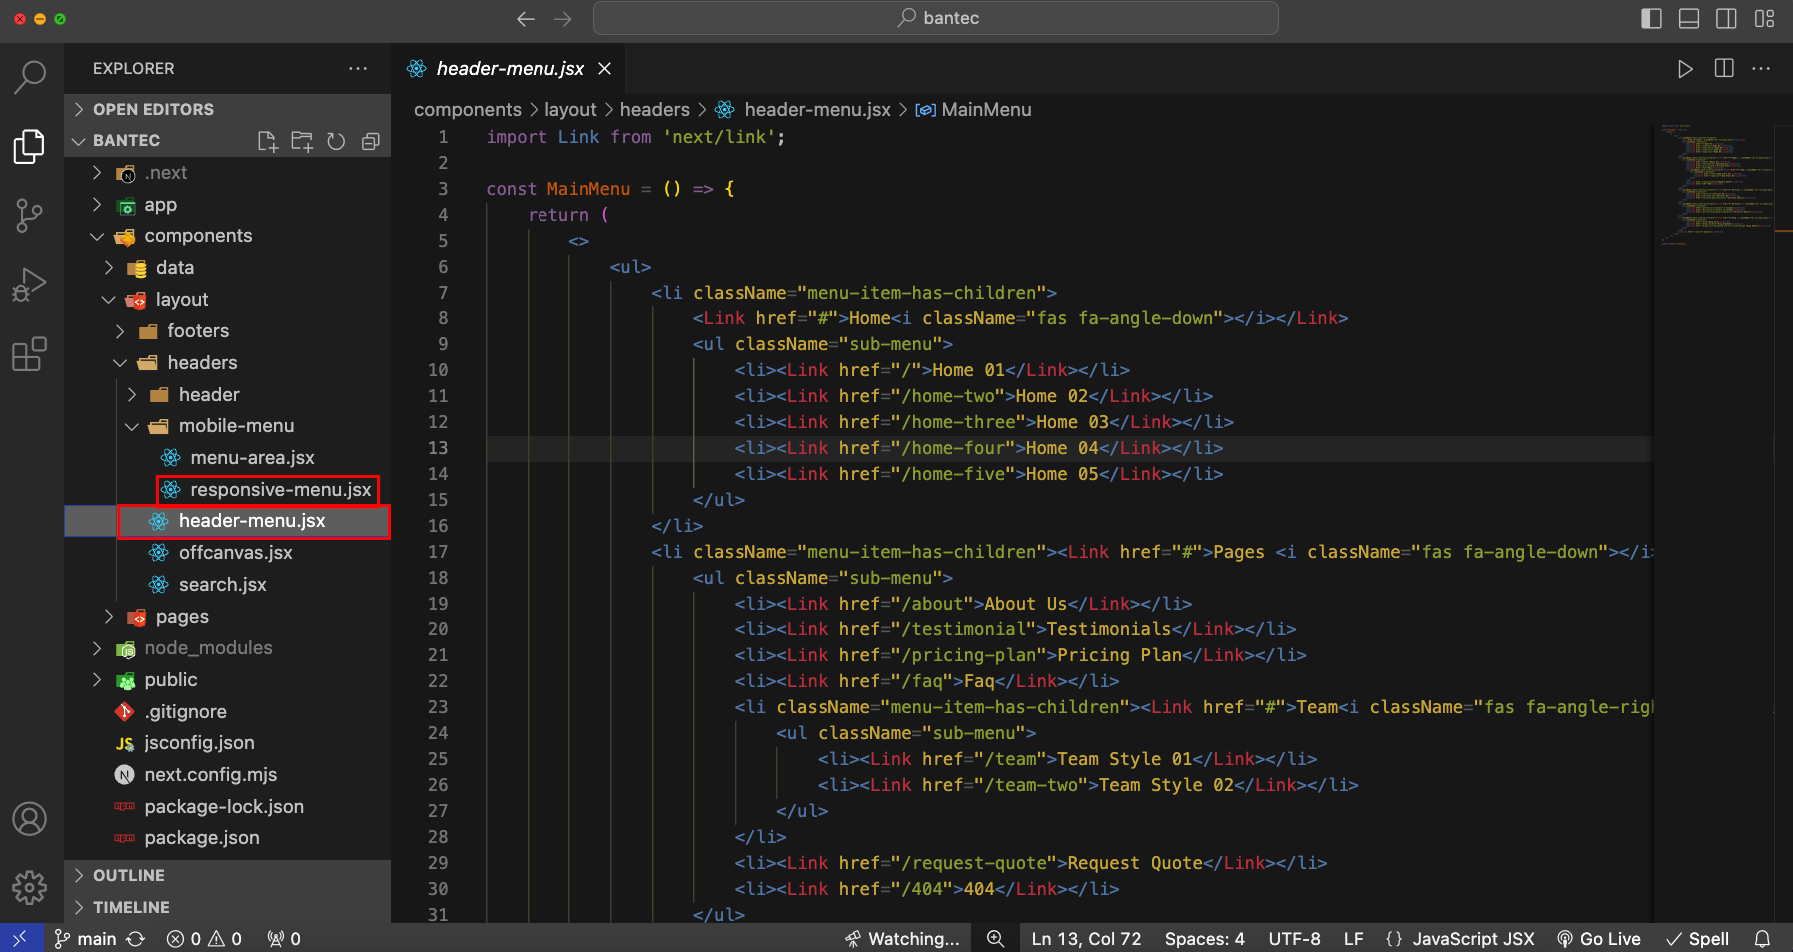 bantec
EXPLORER
header-menu.jsx
OPEN EDITORS
BANTEC
.next
app
components
data
layout
footers
headers
header
mobile-menu
menu-area.jsx
responsive-menu.jsx
header-menu.jsx
offcanvas.jsx
search.jsx
pages
node_modules
public
.gitignore
jsconfig.json
next.config.mjs
package-lock.json
package.json
OUTLINE
TIMELINE
components > layout > headers > header-menu.jsx > MainMenu
1 import Link from 'next/link';
2
3 const MainMenu = () => {
4 return (
5 <>
6 <ul>
7 <li className="menu-item-has-children">
8 <Link href="#">Home<i className="fas fa-angle-down"></i></Link>
9 <ul className="sub-menu">
10 <li><Link href="/">Home 01</Link></li>
11 <li><Link href="/home-two">Home 02</Link></li>
12 <li><Link href="/home-three">Home 03</Link></li>
13 <li><Link href="/home-four">Home 04</Link></li>
14 <li><Link href="/home-five">Home 05</Link></li>
15 </ul>
16 </li>
17 <li className="menu-item-has-children"><Link href="#">Pages <i className="fas fa-angle-down"></i>
18 <ul className="sub-menu">
19 <li><Link href="/about">About Us</Link></li>
20 <li><Link href="/testimonial">Testimonials</Link></li>
21 <li><Link href="/pricing-plan">Pricing Plan</Link></li>
22 <li><Link href="/faq">Faq</Link></li>
23 <li className="menu-item-has-children"><Link href="#">Team<i className="fas fa-angle-rig
24 <ul className="sub-menu">
25 <li><Link href="/team">Team Style 01</Link></li>
26 <li><Link href="/team-two">Team Style 02</Link></li>
27 </ul>
28 </li>
29 <li><Link href="/request-quote">Request Quote</Link></li>
30 <li><Link href="/404">404</Link></li>
31 </ul>
main 0 0 0 Watching... Ln 13, Col 72 Spaces: 4 UTF-8 LF {} JavaScript JSX Go Live Spell